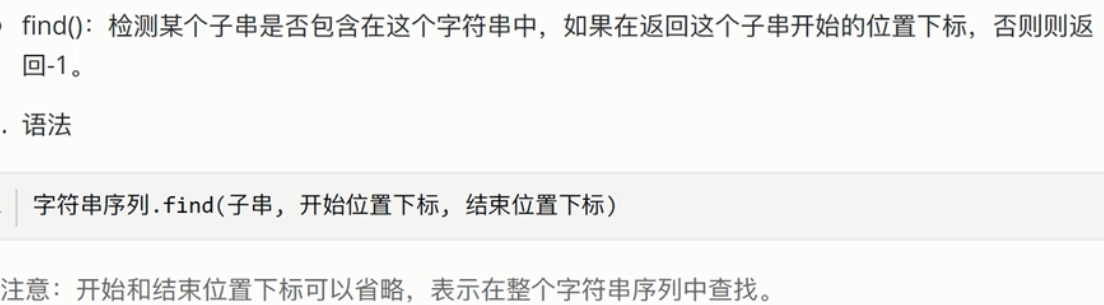 find()：检测某个子串是否包含在这个字符串中，如果在返回这个子串开始的位置下标，否则则返
回-1。
. 语法
字符串序列.find(子串, 开始位置下标, 结束位置下标)
注意：开始和结束位置下标可以省略，表示在整个字符串序列中查找。